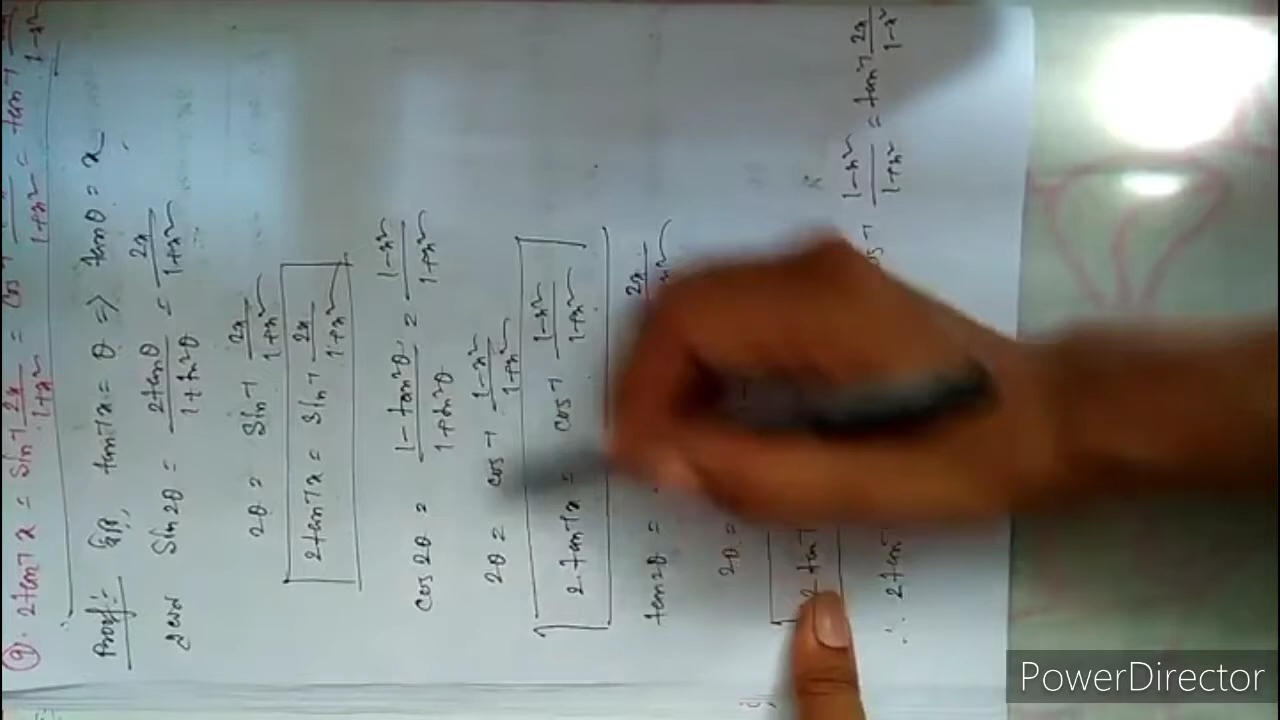 (9). 2tan⁻¹x = Sin⁻¹ 2x/1+x² = cos⁻¹ /1+x² = tan⁻¹ /1-x²
Proof:- ধরি, tan⁻¹x = θ ⇒ tanθ = x
Sin2θ = 2tanθ/1+tan²θ = 2x/1+x²
2θ = Sin⁻¹ 2x/1+x²
2tan⁻¹x = Sin⁻¹ 2x/1+x²
cos2θ = 1-tan²θ/1+tan²θ = 1-x²/1+x²
2θ = cos⁻¹ 1-x²/1+x²
2tan⁻¹x = cos⁻¹ 1-x²/1+x²
tan2θ = 2x
2θ =
2tan⁻¹
∴ 2tan⁻¹ cos⁻¹ 1-x²/1+x² = tan⁻¹ 2x/1-x²
PowerDirector